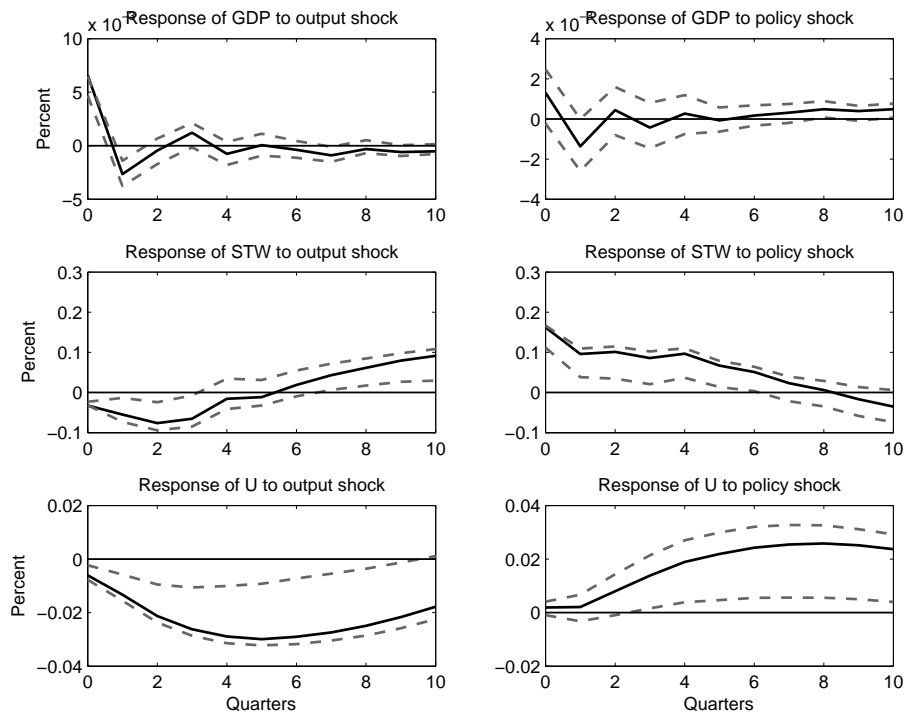 x 10
Response of GDP to output shock
Percent
10
5
0
−5
0 2 4 6 8 10
x 10
Response of GDP to policy shock
4
2
0
−2
−4
0 2 4 6 8 10
Response of STW to output shock
Percent
0.3
0.2
0.1
0
−0.1
0 2 4 6 8 10
Response of STW to policy shock
0.3
0.2
0.1
0
−0.1
0 2 4 6 8 10
Response of U to output shock
Percent
0.02
0
−0.02
−0.04
0 2 4 6 8 10
Quarters
Response of U to policy shock
0.04
0.02
0
−0.02
0 2 4 6 8 10
Quarters